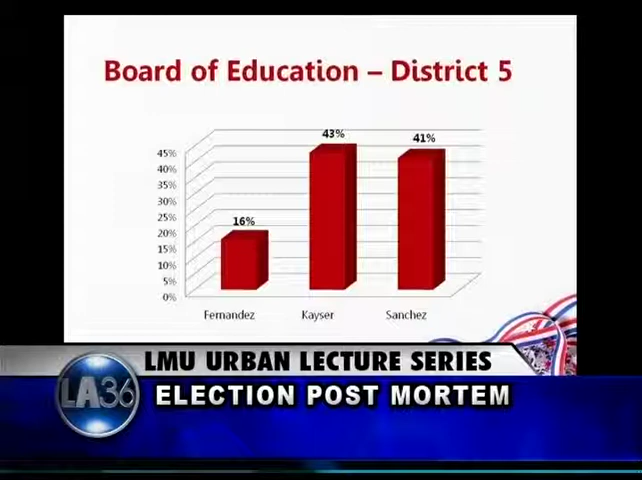 Board of Education – District 5
43%
41%
16%
45%
40%
35%
30%
25%
20%
15%
10%
5%
0%
Fernandez Kayser Sanchez
LMU URBAN LECTURE SERIES
LA36
ELECTION POST MORTEM